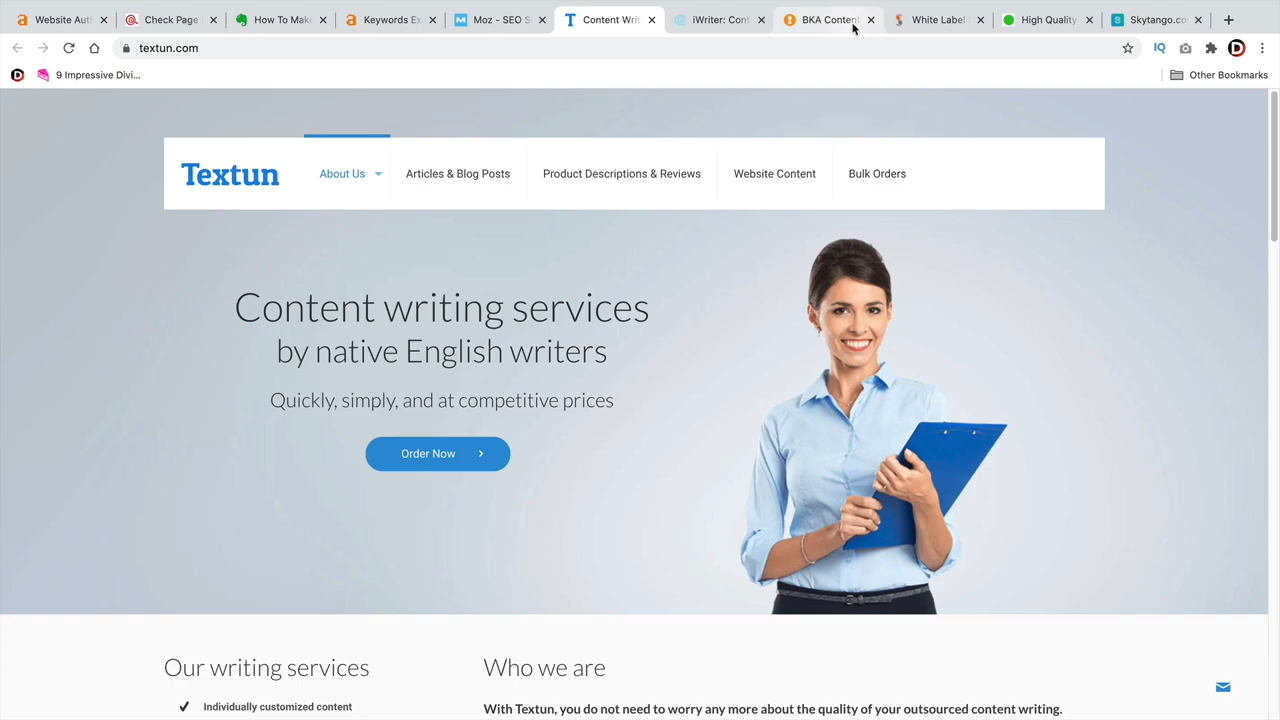 Website Auth
Check Page
How To Make
Keywords Ex
Moz - SEO S
Content Writ
iWriter: Cont
BKA Content
White Label
High Quality
Skytango.co
textun.com
9 Impressive Divi...
Other Bookmarks
Textun
About Us
Articles & Blog Posts
Product Descriptions & Reviews
Website Content
Bulk Orders
Content writing services
by native English writers
Quickly, simply, and at competitive prices
Order Now
Our writing services
Who we are
Individually customized content
With Textun, you do not need to worry any more about the quality of your outsourced content writing.